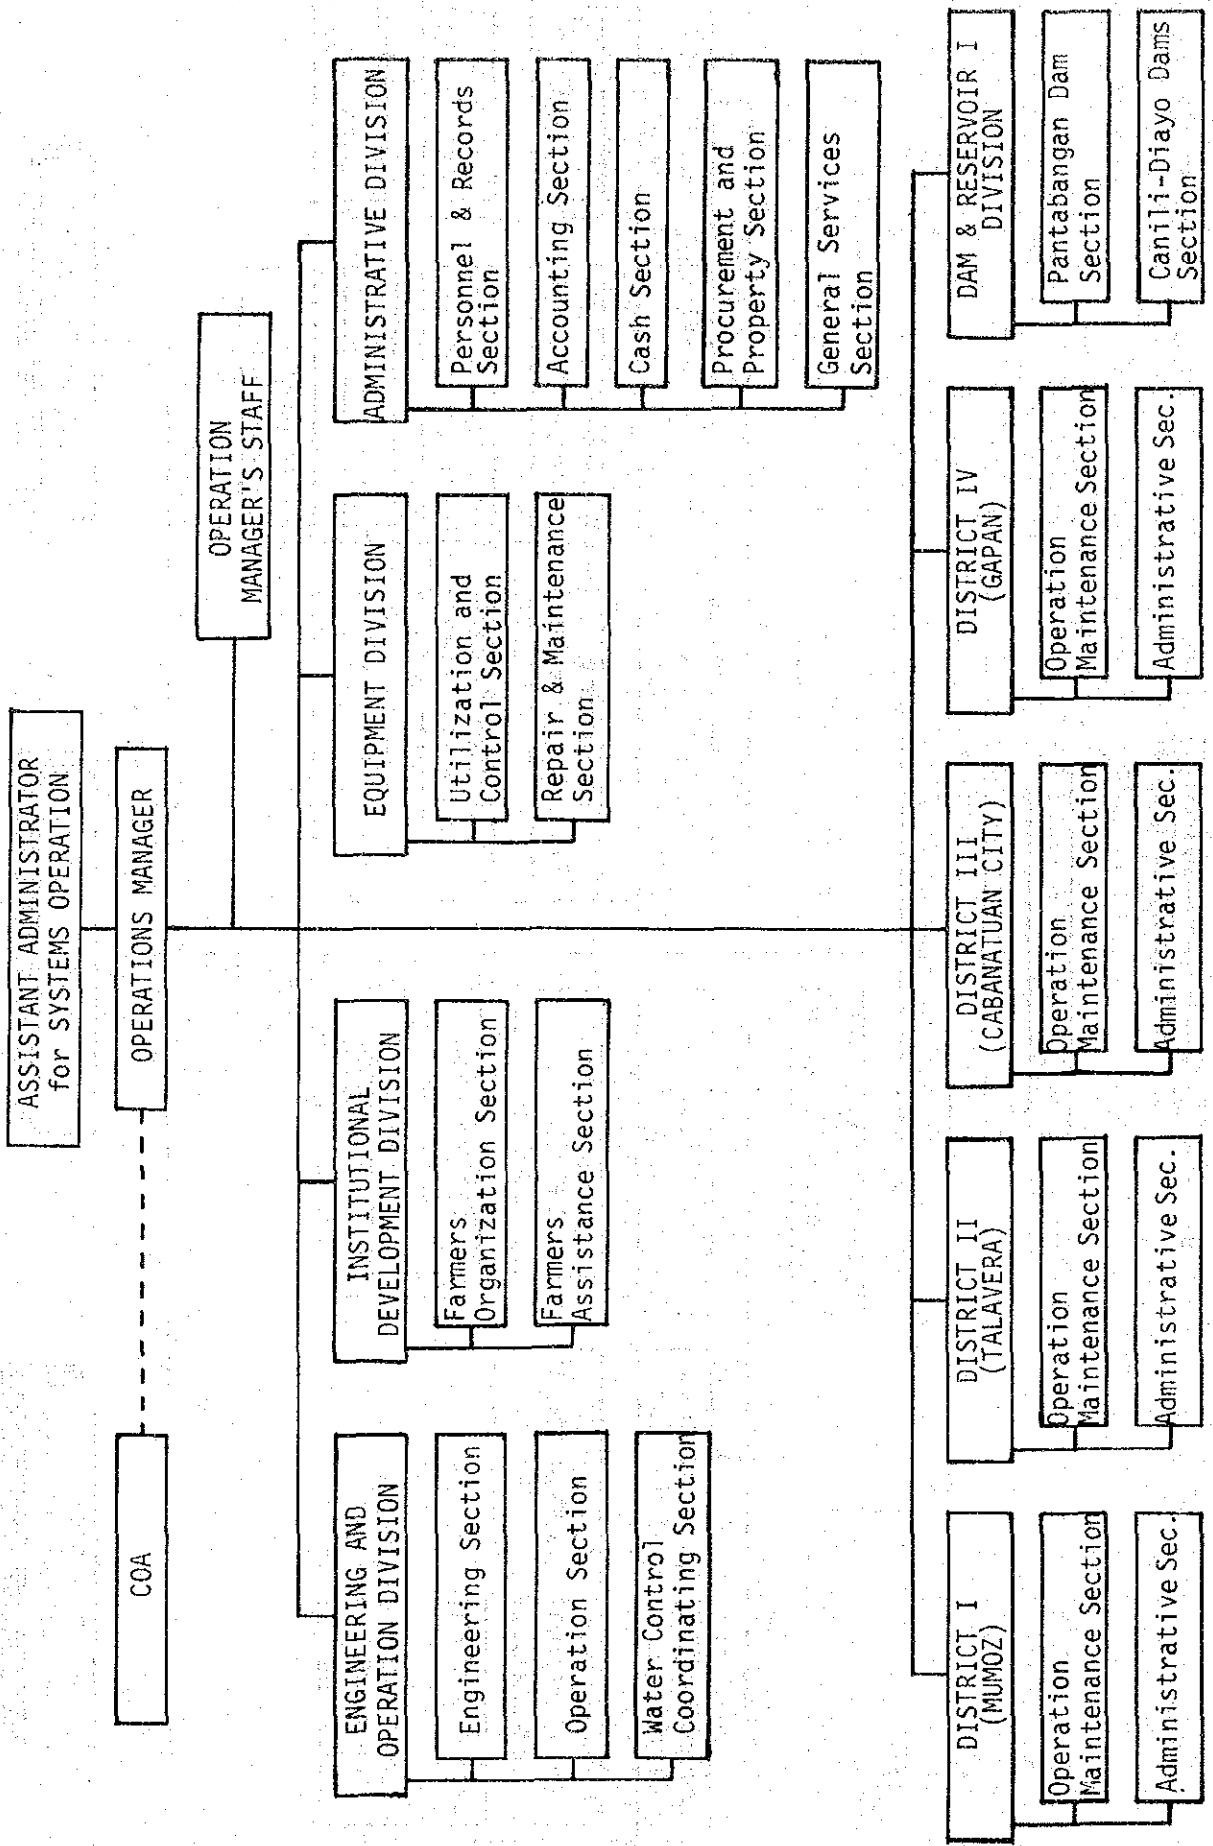 ASSISTANT ADMINISTRATOR
for SYSTEMS OPERATION
COA
OPERATIONS MANAGER
OPERATION
MANAGER'S STAFF
ENGINEERING AND
OPERATION DIVISION
Engineering Section
Operation Section
Water Control
Coordinating Section
INSTITUTIONAL
DEVELOPMENT DIVISION
Farmers
Organization Section
Farmers
Assistance Section
EQUIPMENT DIVISION
Utilization and
Control Section
Repair & Maintenance
Section
ADMINISTRATIVE DIVISION
Personnel & Records
Section
Accounting Section
Cash Section
Procurement and
Property Section
General Services
Section
DISTRICT I
(MUMOZ)
Operation
Maintenance Section
Administrative Sec.
DISTRICT II
(TALAVERA)
Operation
Maintenance Section
Administrative Sec.
DISTRICT III
(CABANATUAN CITY)
Operation
Maintenance Section
Administrative Sec.
DISTRICT IV
(GAPAN)
Operation
Maintenance Section
Administrative Sec.
DAM & RESERVOIR I
DIVISION
Pantabangan Dam
Section
Canili-Diayo Dams
Section